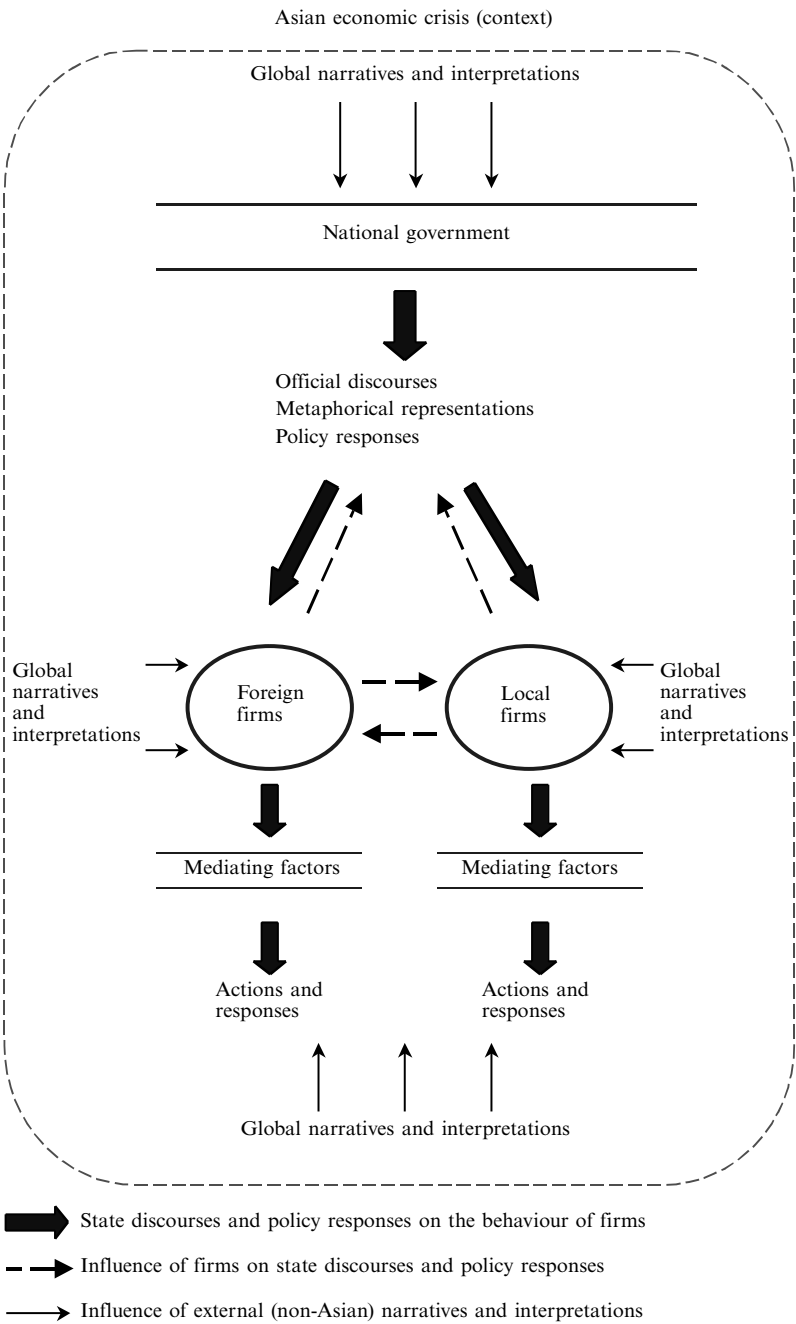 Asian economic crisis (context)
Global narratives and interpretations
National government
Official discourses
Metaphorical representations
Policy responses
Global
narratives
and
interpretations
Foreign
firms
Local
firms
Global
narratives
and
interpretations
Mediating factors
Mediating factors
Actions and
responses
Actions and
responses
Global narratives and interpretations
State discourses and policy responses on the behaviour of firms
Influence of firms on state discourses and policy responses
Influence of external (non-Asian) narratives and interpretations